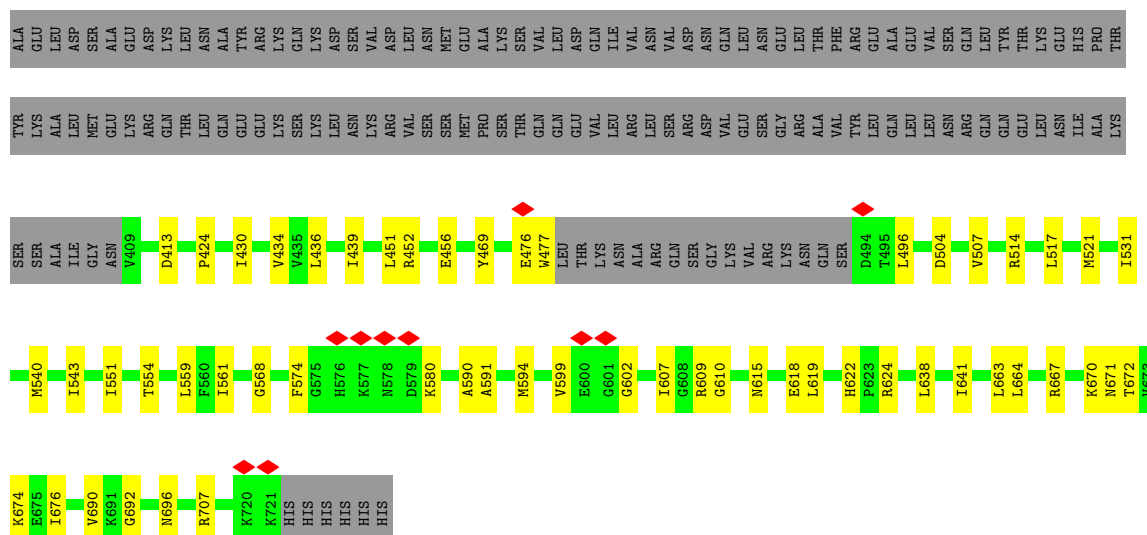 ALA GLU LEU ASP SER ALA GLU ASP LYS LEU ASN ALA TYR ARG LYS GLN LYS ASP SER VAL ASP LEU ASN MET GLU ALA LYS SER VAL LEU ASP GLN ILE VAL ASN VAL ASP ASN GLN LEU ASN GLU LEU THR PHE ARG GLU ALA GLU VAL SER GLN LEU TYR THR LYS GLU HIS PRO THR
TYR LYS ALA LEU MET GLU LYS ARG GLN THR LEU GLN GLU GLU LYS SER LYS LEU ASN LYS ARG VAL SER SER MET PRO SER THR GLN GLN GLU VAL LEU ARG LEU SER ARG ASP VAL GLU SER GLY ARG ALA VAL TYR LEU GLN LEU LEU ASN ARG GLN GLN GLU LEU ASN ILE ALA LYS
SER SER ALA ILE GLY ASN V409 D413 P424 I430 V434 V435 L436 I439 L451 R452 E456 Y469 E476 W477 LEU THR LYS ASN ALA ARG GLN SER GLY LYS VAL ARG LYS ASN GLN SER D494 T495 L496 D504 V507 R514 L517 M521 I531
M540 I543 I551 T554 L559 F560 I561 G568 F574 G575 H576 K577 N578 D579 K580 A590 A591 M594 V599 E600 G601 G602 I607 G608 R609 G610 N615 E618 L619 H622 P623 R624 L638 I641 L663 L664 R667 K670 N671 T672
K674 E675 I676 V690 K691 G692 N696 R707 K720 K721 HIS HIS HIS HIS HIS HIS